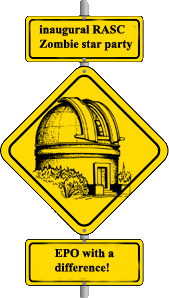 inaugural RASC
Zombie star party
EPO with a
difference!